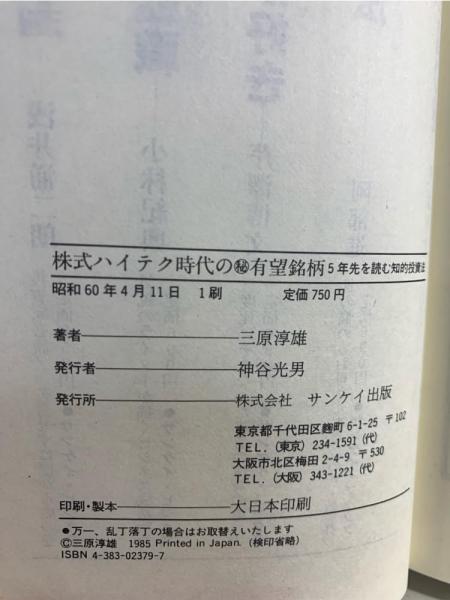 株式ハイテク時代の㊙有望銘柄 5年先を読む知的投資法
昭和60年4月11日 1刷 定価750円
著者 三原淳雄
発行者 神谷光男
発行所 株式会社 サンケイ出版
東京都千代田区麴町6-1-25 〒102
TEL.(東京) 234-1591(代)
大阪市北区梅田2-4-9 〒530
TEL.(大阪) 343-1221(代)
印刷・製本 大日本印刷
●万一、乱丁落丁の場合はお取替えいたします
©三原淳雄 1985 Printed in Japan. (検印省略)
ISBN 4-383-02379-7